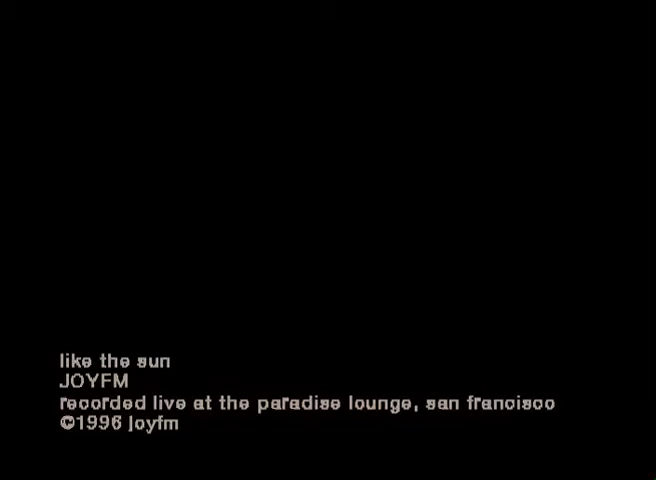 like the sun
JOYFM
recorded live at the paradise lounge, san francisco
©1996 joyfm